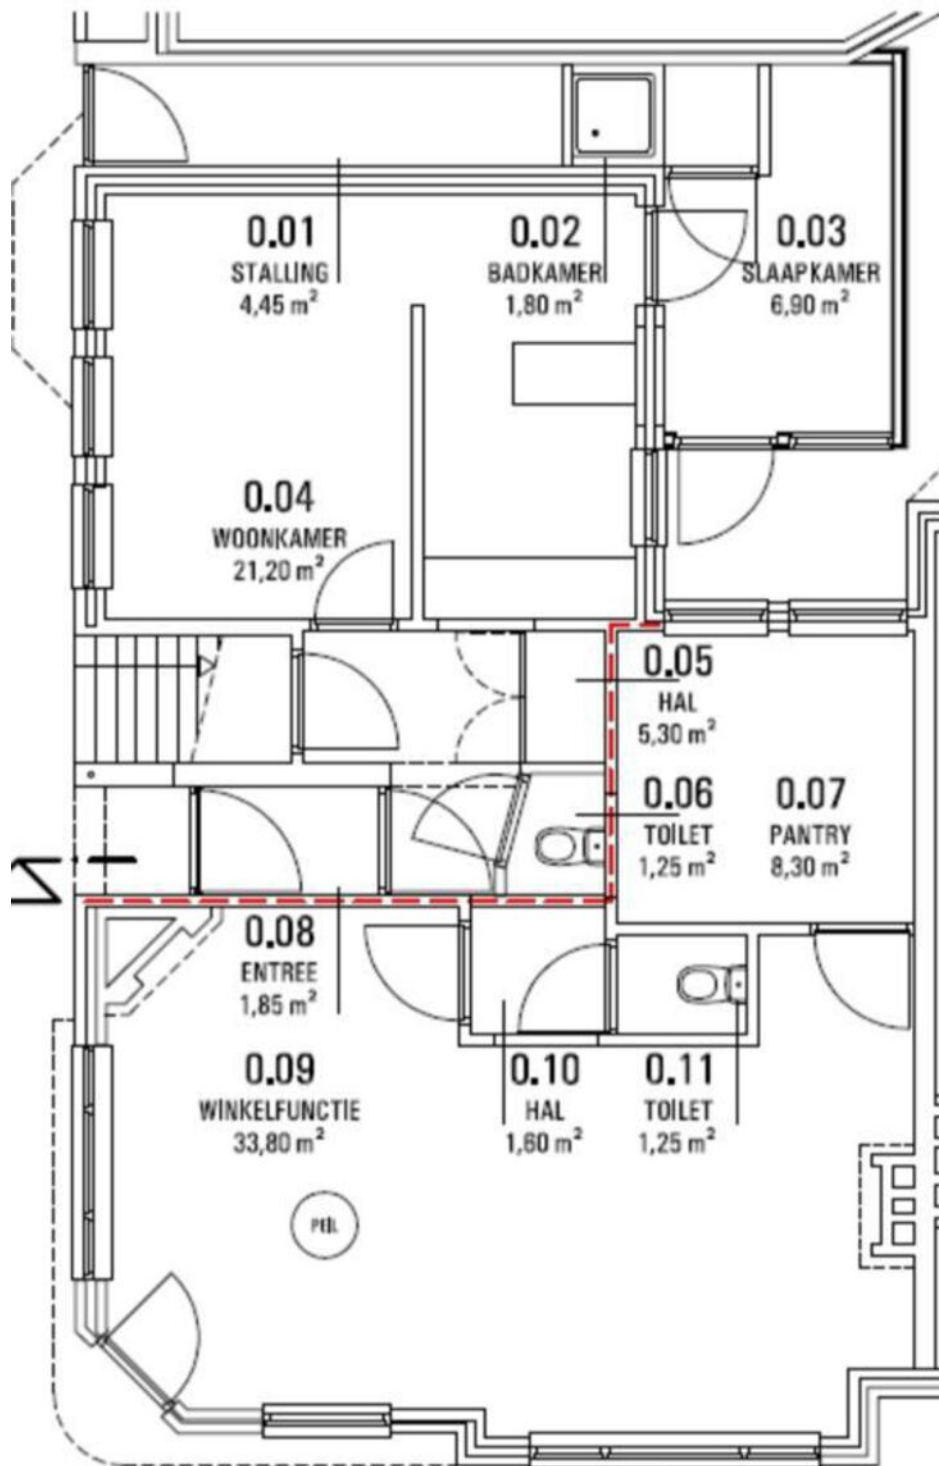 0.01
STALLING
4,45 m²
0.02
BADKAMER
1,80 m²
0.03
SLAAPKAMER
6,90 m²
0.04
WOONKAMER
21,20 m²
0.05
HAL
5,30 m²
0.06
TOILET
1,25 m²
0.07
PANTRY
8,30 m²
0.08
ENTREE
1,85 m²
0.09
WINKELFUNCTIE
33,80 m²
0.10
HAL
1,60 m²
0.11
TOILET
1,25 m²
PEIL